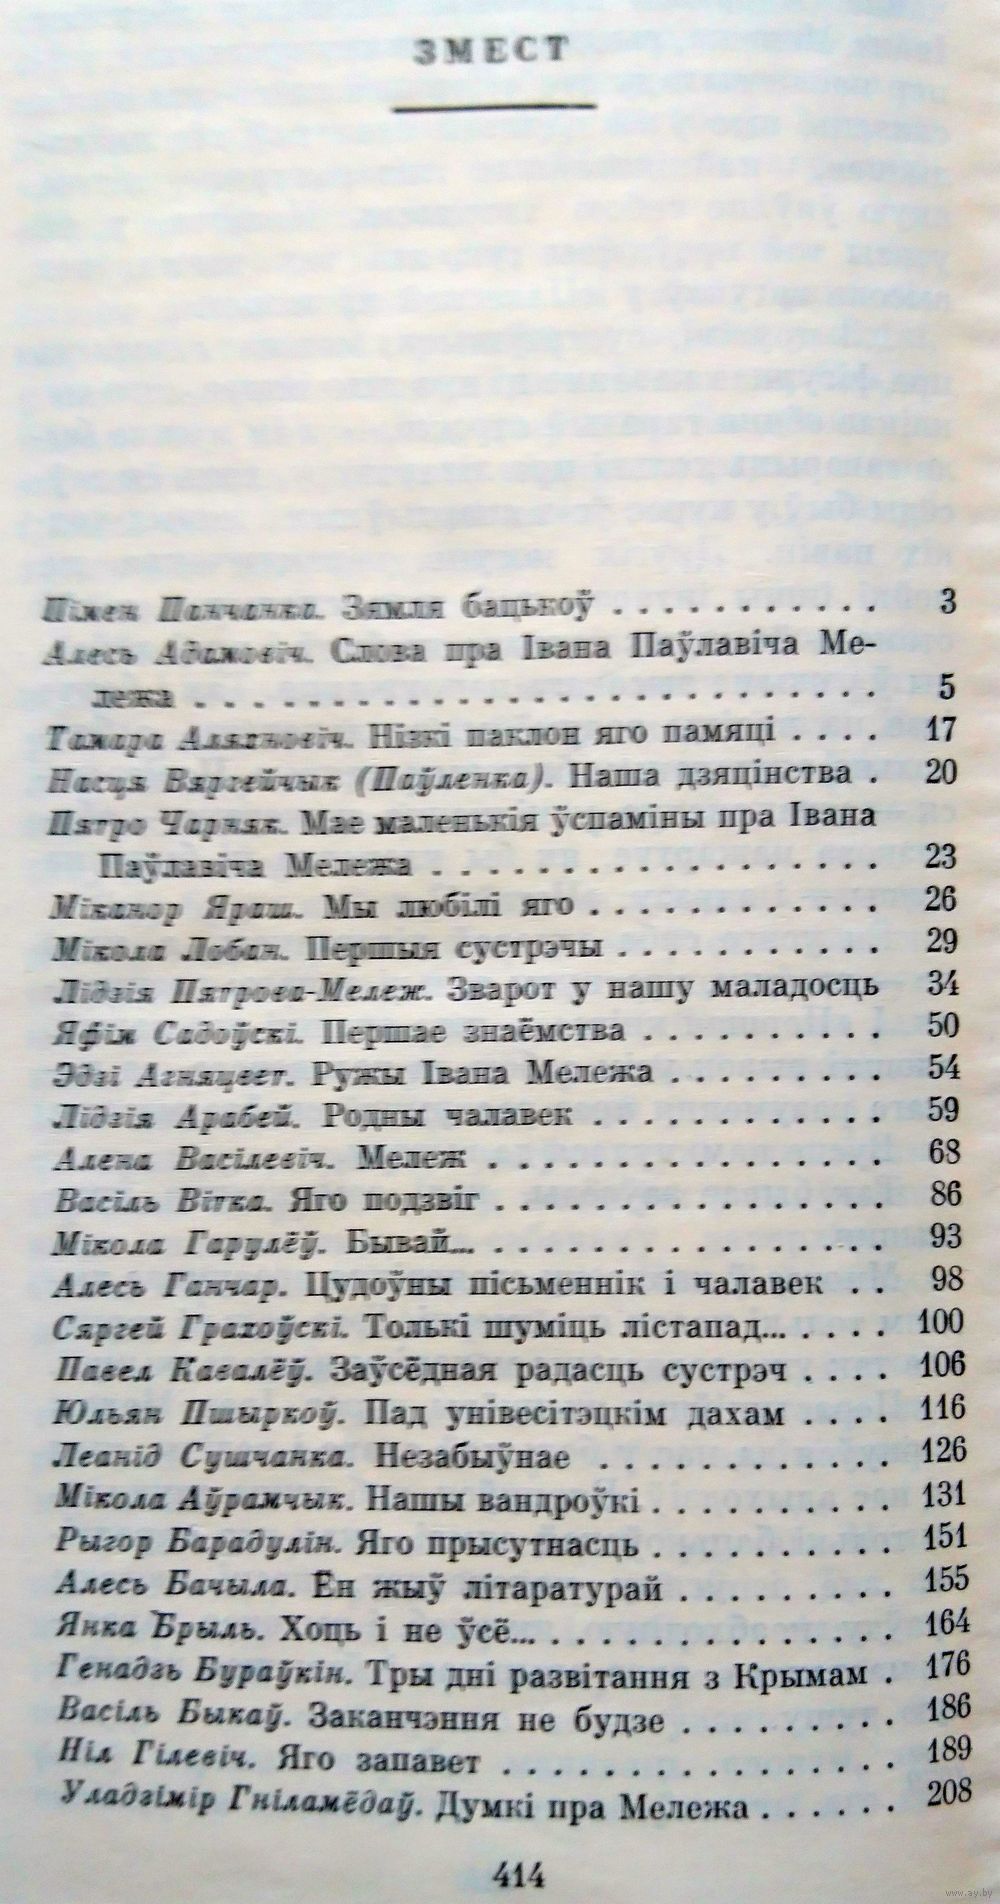 ЗМЕСТ
Пімен Панчанка. Зямля бацькоў . . . . . . . . . . . 3
Алесь Адамовіч. Слова пра Івана Паўлавіча Ме-
лежа . . . . . . . . . . . . . . . . . . . . . . . . . 5
Тамара Аляхновіч. Нізкі паклон яго памяці . . . . 17
Насця Вяргейчык (Паўленка). Наша дзяцінства . 20
Пятро Чарняк. Мае маленькія ўспаміны пра Івана
Паўлавіча Мележа . . . . . . . . . . . . . . . . . 23
Міканор Яраш. Мы любілі яго . . . . . . . . . . . 26
Мікола Лобан. Першыя сустрэчы . . . . . . . . . . 29
Лідзія Пятрова-Мележ. Зварот у нашу маладосць 34
Яфім Садоўскі. Першае знаёмства . . . . . . . . . 50
Эдзі Агняцвет. Ружы Івана Мележа . . . . . . . . 54
Лідзія Арабей. Родны чалавек . . . . . . . . . . . 59
Алена Васілевіч. Мележ . . . . . . . . . . . . . . 68
Васіль Вітка. Яго подзвіг . . . . . . . . . . . . . . 86
Мікола Гарулёў. Бывай... . . . . . . . . . . . . . . 93
Алесь Ганчар. Цудоўны пісьменнік і чалавек . . 98
Сяргей Грахоўскі. Толькі шуміць лістапад... . . . . 100
Павел Кавалёў. Заўсёдная радасць сустрэч . . . . 106
Юльян Пшыркоў. Пад унівесітэцкім дахам . . . . 116
Леанід Сушчанка. Незабыўнае . . . . . . . . . . . 126
Мікола Аўрамчык. Нашы вандроўкі . . . . . . . . . 131
Рыгор Барадулін. Яго прысутнасць . . . . . . . . . 151
Алесь Бачыла. Ён жыў літаратурай . . . . . . . . 155
Янка Брыль. Хоць і не ўсё... . . . . . . . . . . . . . 164
Генадзь Бураўкін. Тры дні развітання з Крымам . 176
Васіль Быкаў. Заканчэння не будзе . . . . . . . . 186
Ніл Гілевіч. Яго запавет . . . . . . . . . . . . . . . 189
Уладзімір Гніламёдаў. Думкі пра Мележа . . . . . . 208
414
www.ay.by